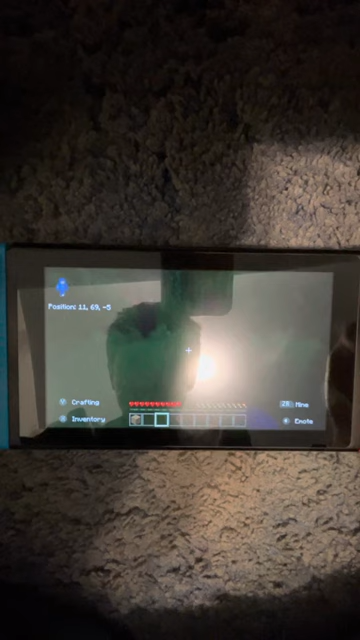 Position: 11, 69, -5
Crafting
Mine
Inventory
Emote